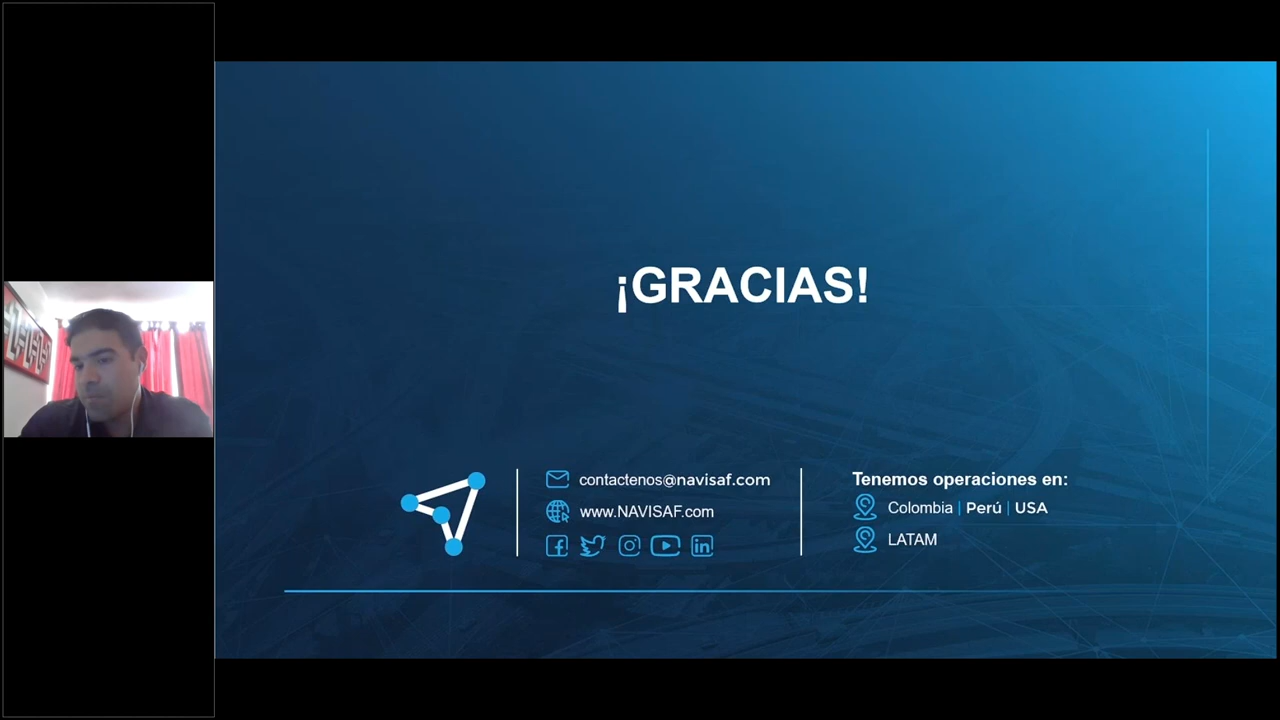 ¡GRACIAS!
contactenos@navisaf.com
www.NAVISAF.com
Tenemos operaciones en:
Colombia | Perú | USA
LATAM